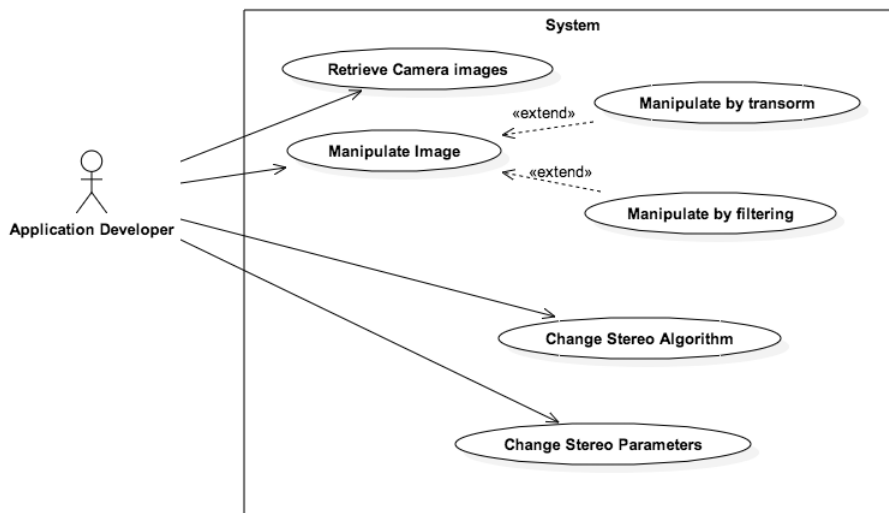 System
Retrieve Camera images
Manipulate by transorm
«extend»
Manipulate Image
«extend»
Manipulate by filtering
Application Developer
Change Stereo Algorithm
Change Stereo Parameters